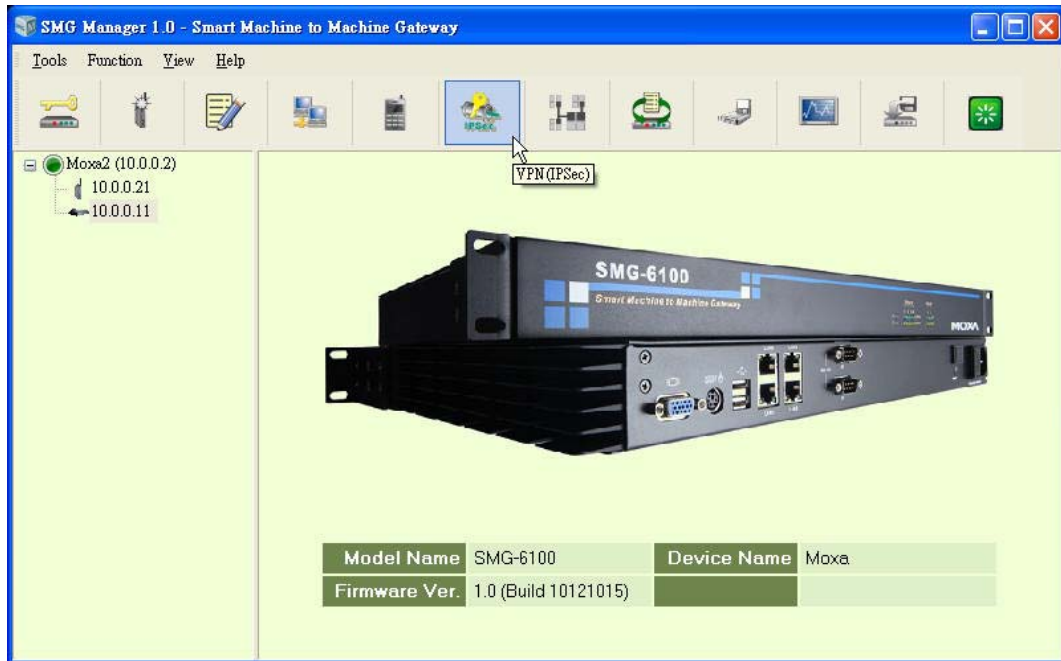 SMG Manager 1.0 - Smart Machine to Machine Gateway
Tools Function View Help
IPSec
VPN(IPSec)
Moxa2 (10.0.0.2)
10.0.0.21
10.0.0.11
SMG-6100
Smart Machine to Machine Gateway
MOXA
Model Name SMG-6100 Device Name Moxa
Firmware Ver. 1.0 (Build 10121015)